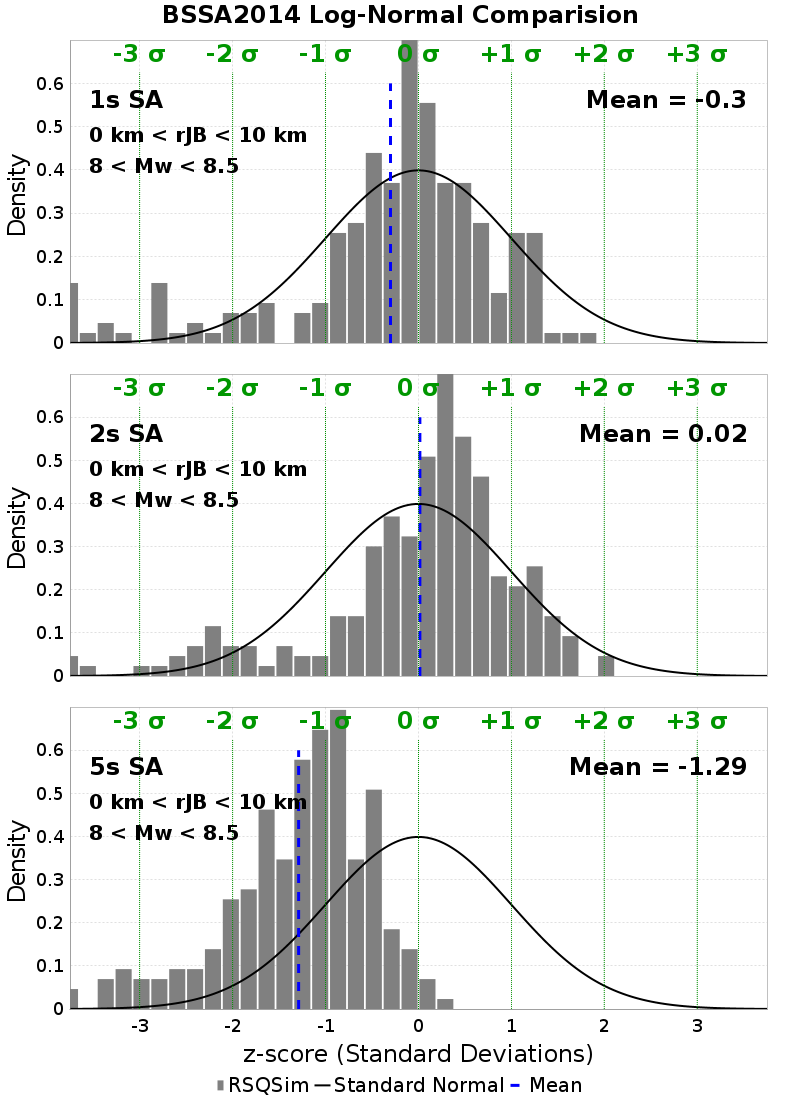 BSSA2014 Log-Normal Comparision
-3 σ -2 σ -1 σ 0 σ +1 σ +2 σ +3 σ
1s SA Mean = -0.3
0 km < rJB < 10 km
8 < Mw < 8.5
Density
0.6
0.5
0.4
0.3
0.2
0.1
0
-3 σ -2 σ -1 σ 0 σ +1 σ +2 σ +3 σ
2s SA Mean = 0.02
0 km < rJB < 10 km
8 < Mw < 8.5
Density
0.6
0.5
0.4
0.3
0.2
0.1
0
-3 σ -2 σ -1 σ 0 σ +1 σ +2 σ +3 σ
5s SA Mean = -1.29
0 km < rJB < 10 km
8 < Mw < 8.5
Density
0.6
0.5
0.4
0.3
0.2
0.1
0
-3 -2 -1 0 1 2 3
z-score (Standard Deviations)
RSQSim Standard Normal Mean